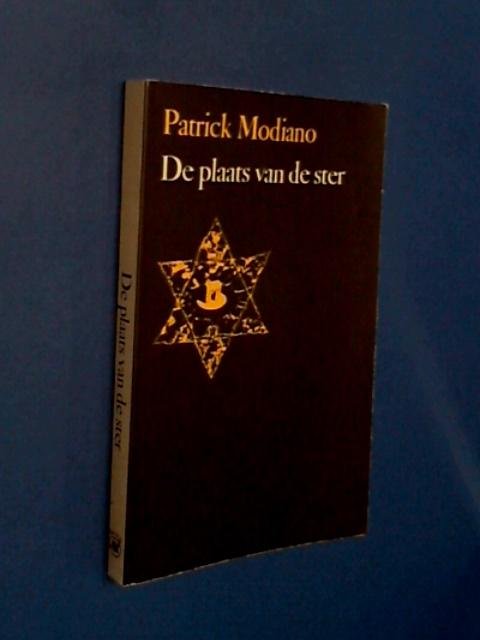 Patrick Modiano
De plaats van de ster
De plaats van de ster